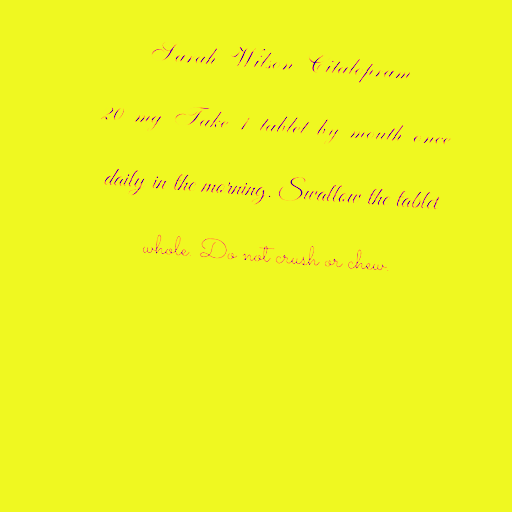 Sarah Wilson Citalopram
20 mg Take 1 tablet by mouth once
daily in the morning. Swallow the tablet
whole. Do not crush or chew.